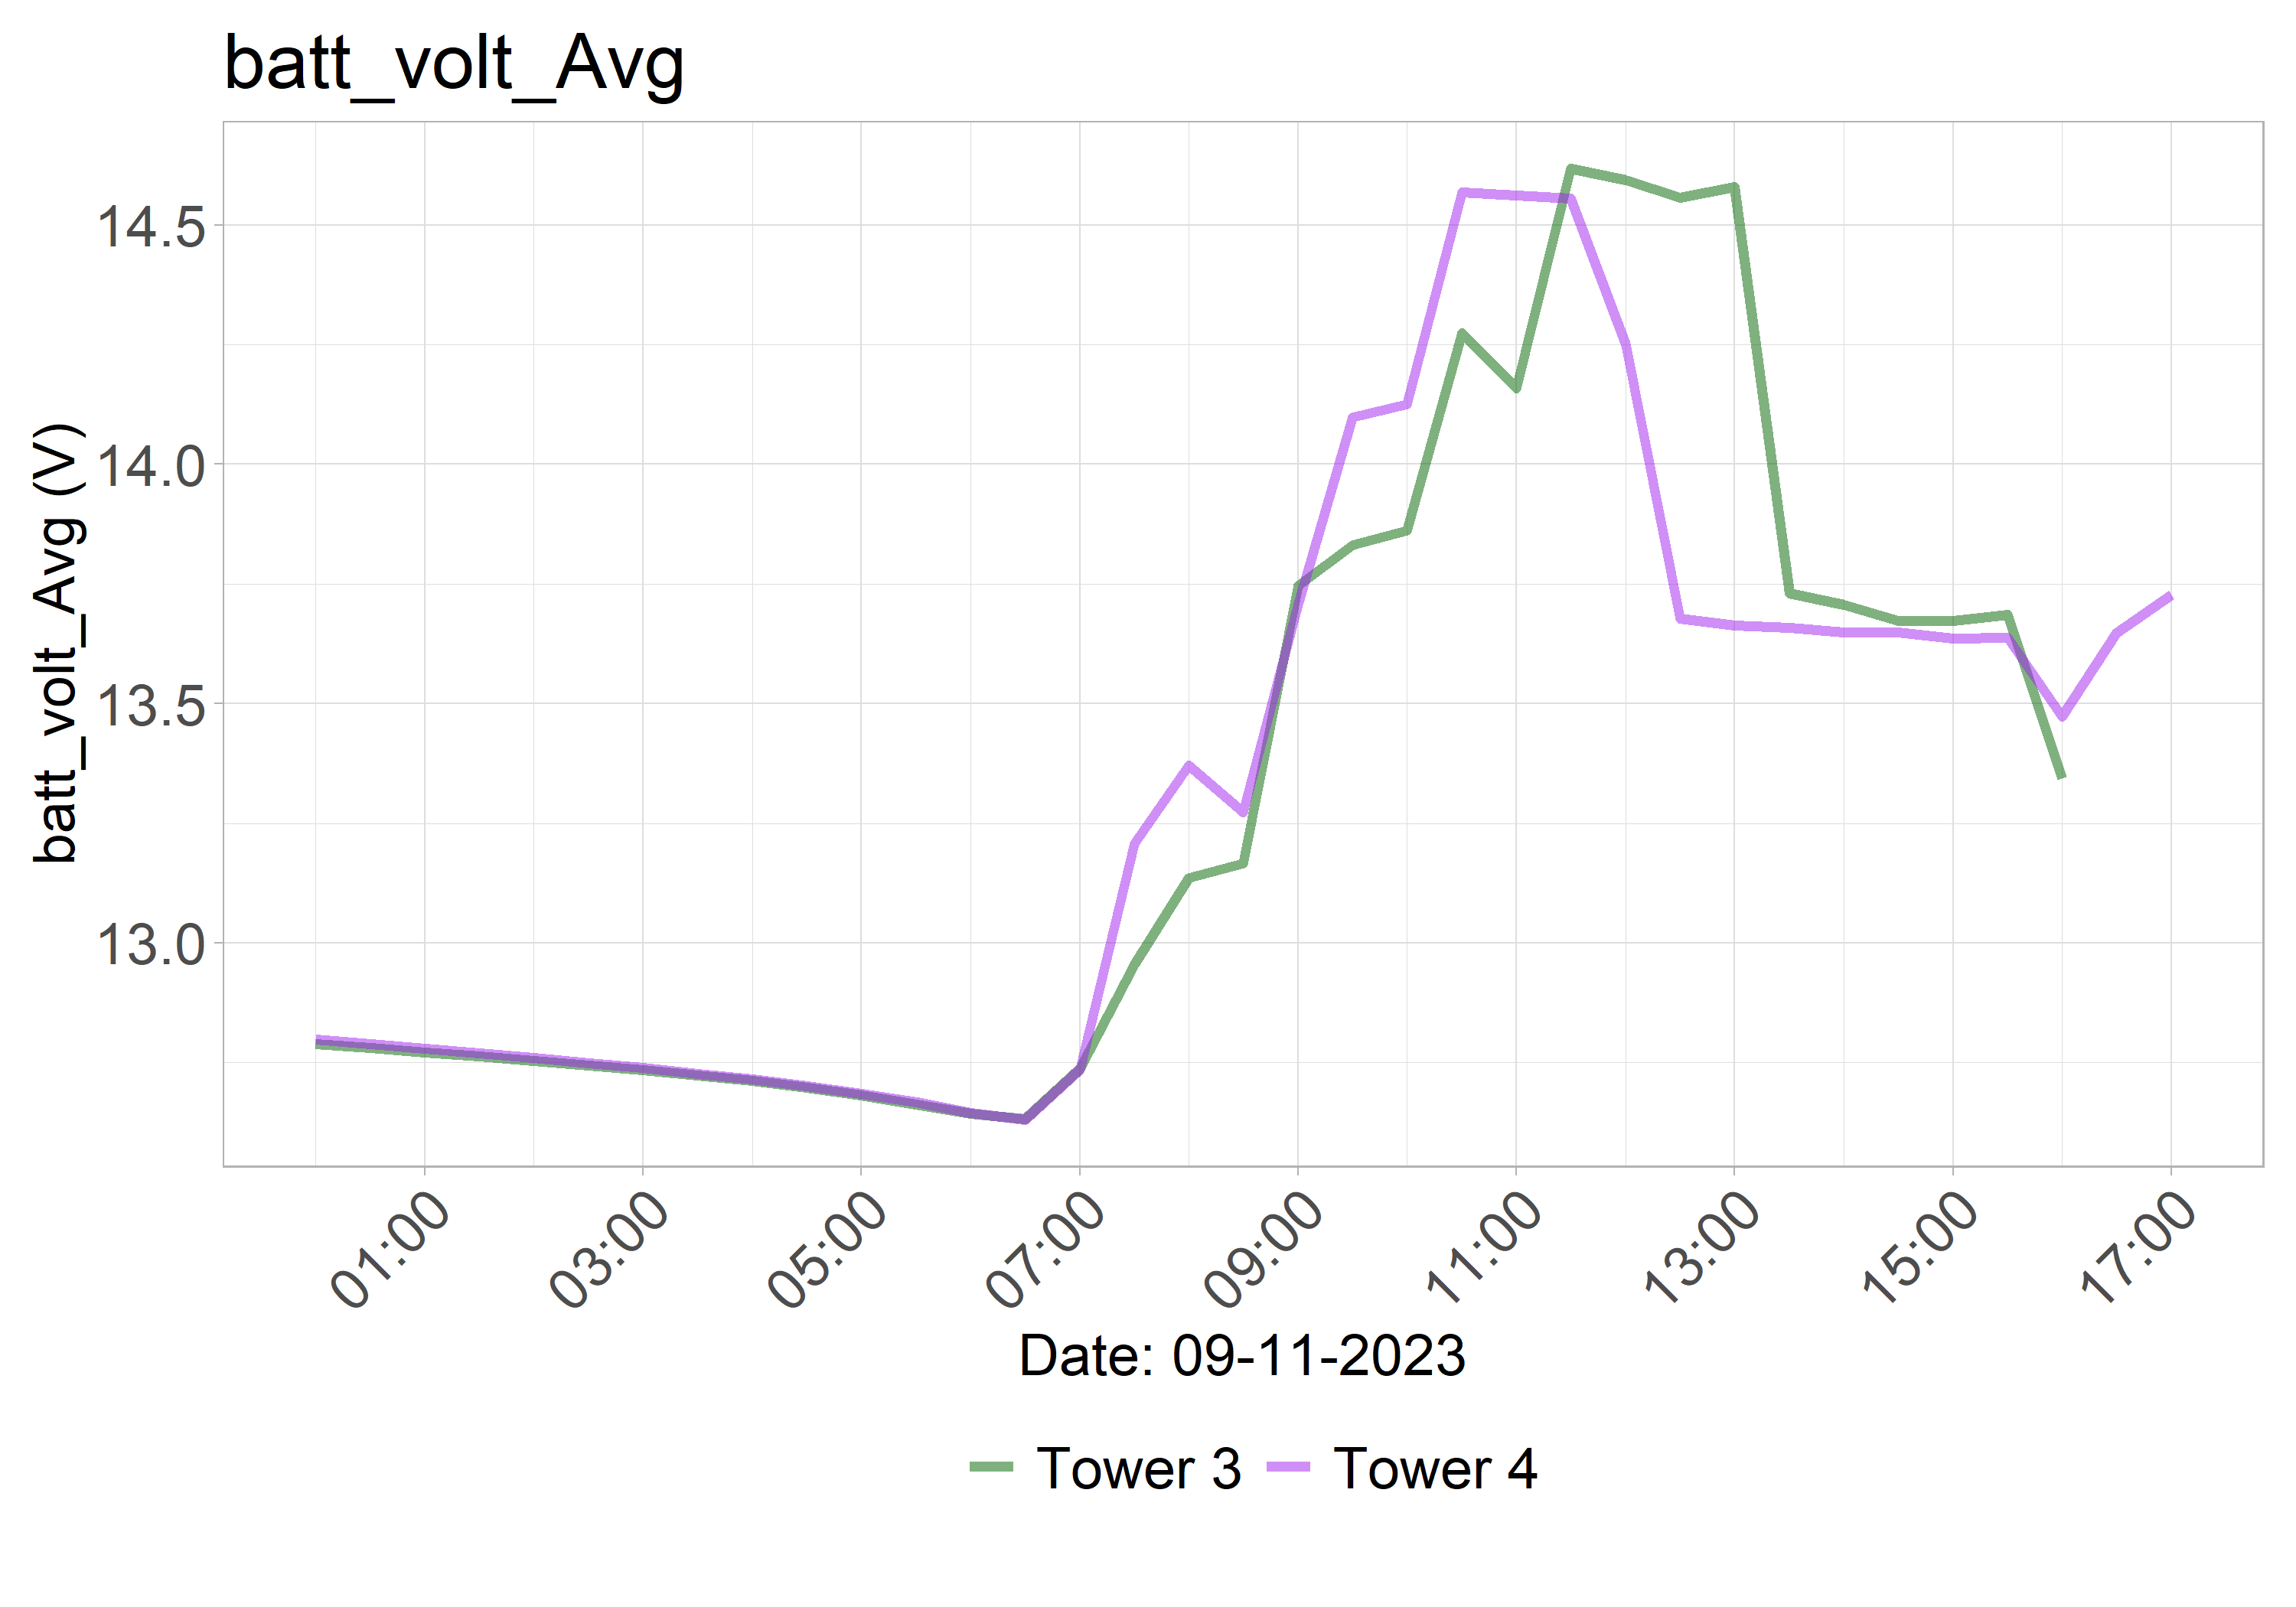 batt_volt_Avg
batt_volt_Avg (V)
14.5
14.0
13.5
13.0
01:00 03:00 05:00 07:00 09:00 11:00 13:00 15:00 17:00
Date: 09-11-2023
Tower 3 Tower 4